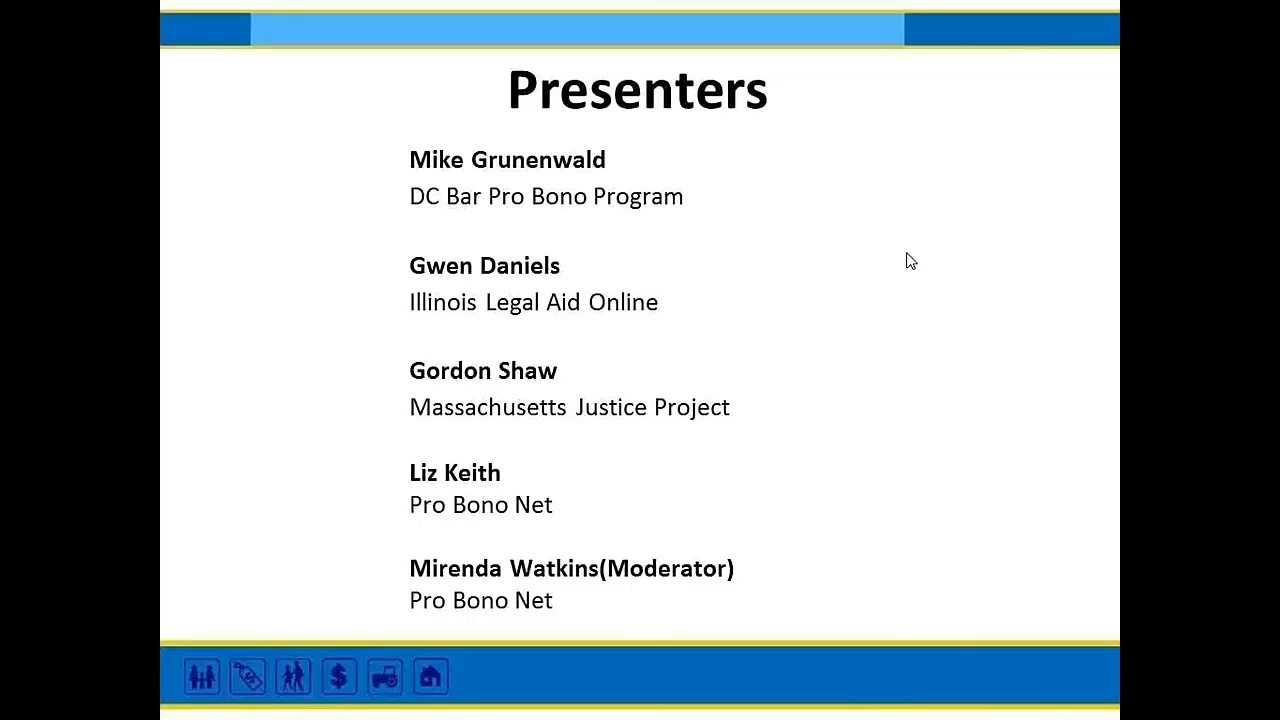 Presenters
Mike Grunenwald
DC Bar Pro Bono Program
Gwen Daniels
Illinois Legal Aid Online
Gordon Shaw
Massachusetts Justice Project
Liz Keith
Pro Bono Net
Mirenda Watkins(Moderator)
Pro Bono Net
$